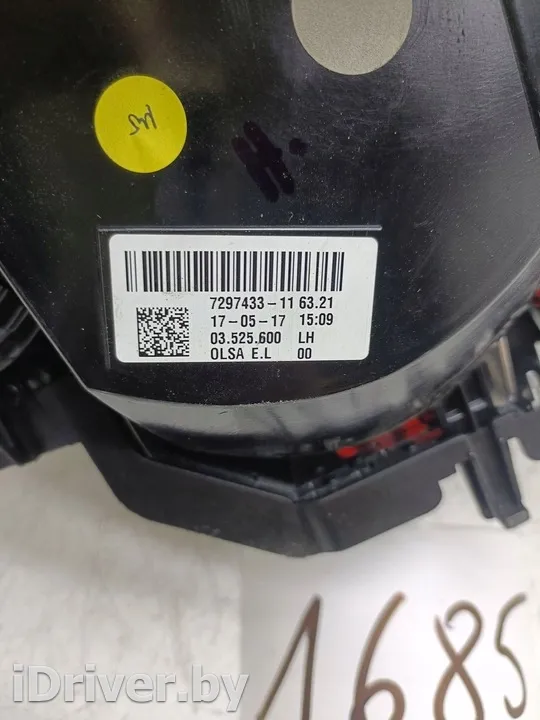 H.
7297433-11 63.21
17-05-17 15:09
03.525.600 LH
OLSA E.L 00
1685
iDriver.by